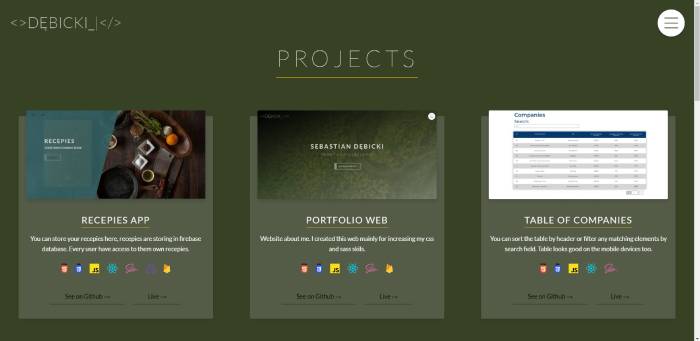 <>DĘBICKI_|</>
PROJECTS
RECEPIES
SEBASTIAN DĘBICKI
Companies
Search:
RECEPIES APP
You can store your recepies here, recepies are storing in firebase
database. Every user have access to them own recepies.
See on Github → Live →
PORTFOLIO WEB
Website about me. I created this web mainly for increasing my css
and sass skills.
See on Github → Live →
TABLE OF COMPANIES
You can sort the table by header or filter any matching elements by
search field. Table looks good on the mobile devices too.
See on Github → Live →